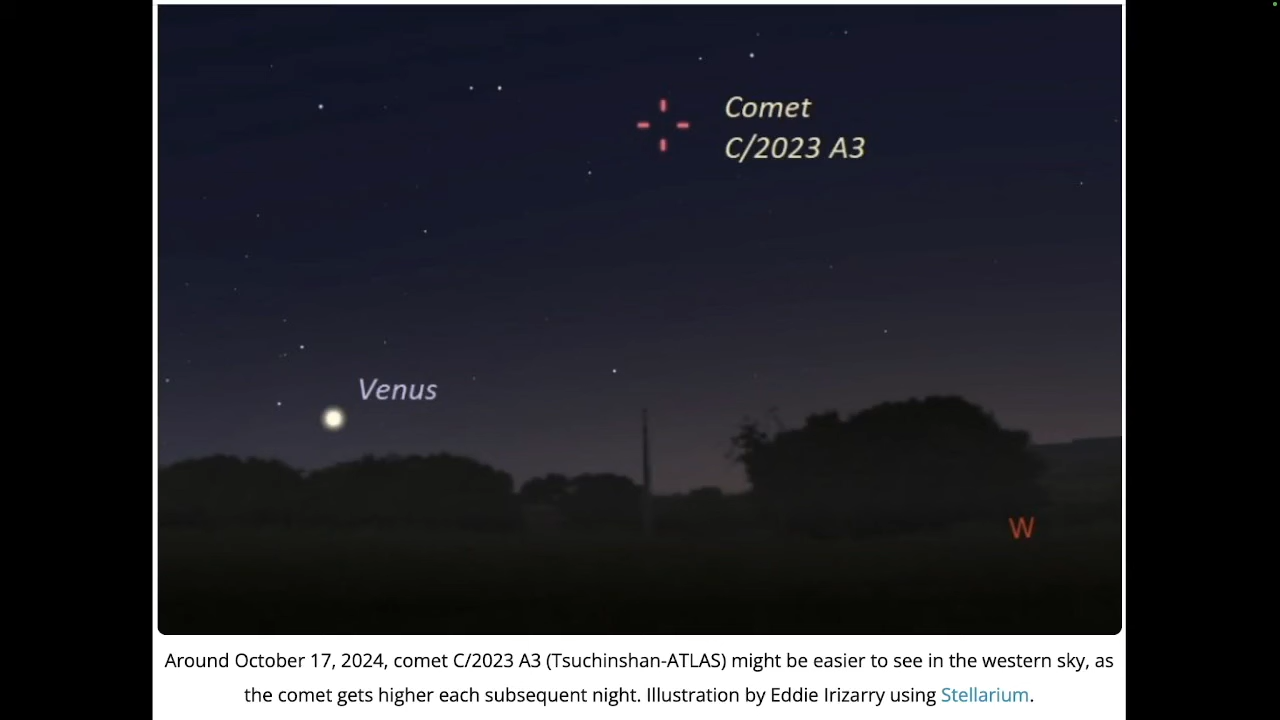 Comet
C/2023 A3
Venus
W
Around October 17, 2024, comet C/2023 A3 (Tsuchinshan-ATLAS) might be easier to see in the western sky, as
the comet gets higher each subsequent night. Illustration by Eddie Irizarry using Stellarium.